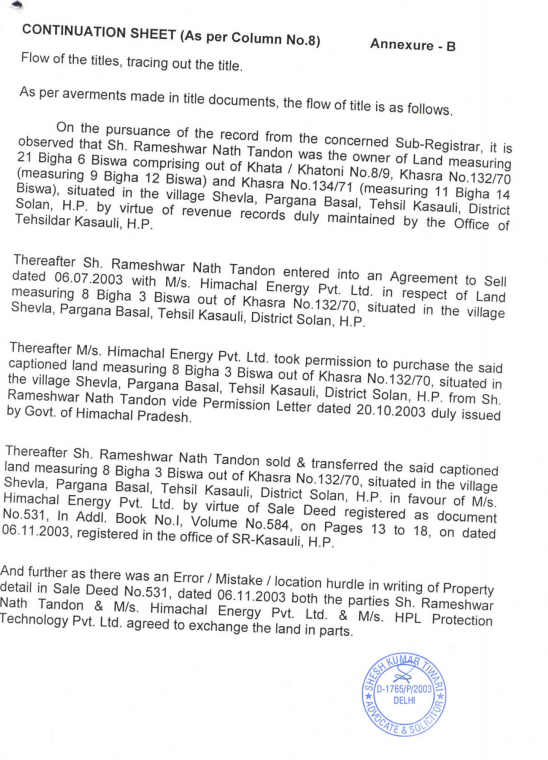 CONTINUATION SHEET (As per Column No.8) Annexure - B
Flow of the titles, tracing out the title.
As per averments made in title documents, the flow of title is as follows.
On the pursuance of the record from the concerned Sub-Registrar, it is
observed that Sh. Rameshwar Nath Tandon was the owner of Land measuring
21 Bigha 6 Biswa comprising out of Khata / Khatoni No.8/9, Khasra No.132/70
(measuring 9 Bigha 12 Biswa) and Khasra No.134/71 (measuring 11 Bigha 14
Biswa), situated in the village Shevla, Pargana Basal, Tehsil Kasauli, District
Solan, H.P. by virtue of revenue records duly maintained by the Office of
Tehsildar Kasauli, H.P.
Thereafter Sh. Rameshwar Nath Tandon entered into an Agreement to Sell
dated 06.07.2003 with M/s. Himachal Energy Pvt. Ltd. in respect of Land
measuring 8 Bigha 3 Biswa out of Khasra No.132/70, situated in the village
Shevla, Pargana Basal, Tehsil Kasauli, District Solan, H.P.
Thereafter M/s. Himachal Energy Pvt. Ltd. took permission to purchase the said
captioned land measuring 8 Bigha 3 Biswa out of Khasra No.132/70, situated in
the village Shevla, Pargana Basal, Tehsil Kasauli, District Solan, H.P. from Sh.
Rameshwar Nath Tandon vide Permission Letter dated 20.10.2003 duly issued
by Govt. of Himachal Pradesh.
Thereafter Sh. Rameshwar Nath Tandon sold & transferred the said captioned
land measuring 8 Bigha 3 Biswa out of Khasra No.132/70, situated in the village
Shevla, Pargana Basal, Tehsil Kasauli, District Solan, H.P. in favour of M/s.
Himachal Energy Pvt. Ltd. by virtue of Sale Deed registered as document
No.531, In Addl. Book No.I, Volume No.584, on Pages 13 to 18, on dated
06.11.2003, registered in the office of SR-Kasauli, H.P.
And further as there was an Error / Mistake / location hurdle in writing of Property
detail in Sale Deed No.531, dated 06.11.2003 both the parties Sh. Rameshwar
Nath Tandon & M/s. Himachal Energy Pvt. Ltd. & M/s. HPL Protection
Technology Pvt. Ltd. agreed to exchange the land in parts.
SHESH KUMAR TIWARI
D-1765/P/2003
DELHI
ADVOCATE & SOLICITOR